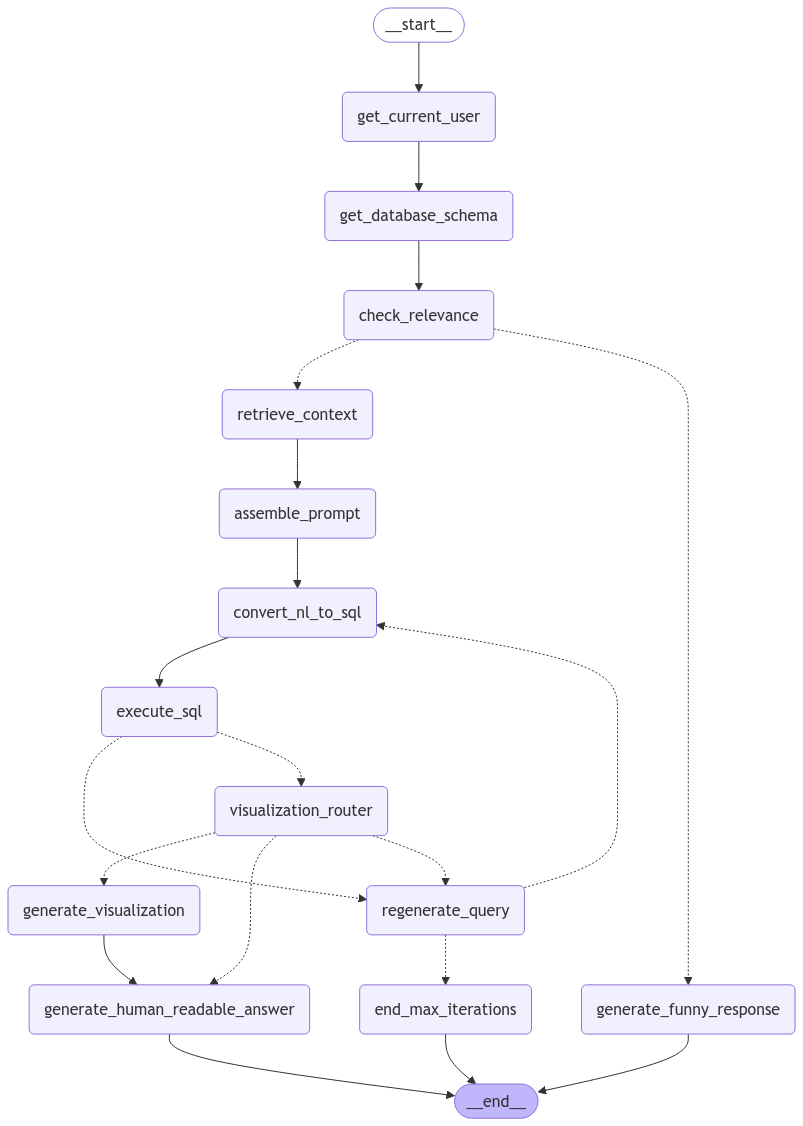 __start__
get_current_user
get_database_schema
check_relevance
retrieve_context
assemble_prompt
convert_nl_to_sql
execute_sql
visualization_router
generate_visualization
regenerate_query
generate_human_readable_answer
end_max_iterations
generate_funny_response
__end__